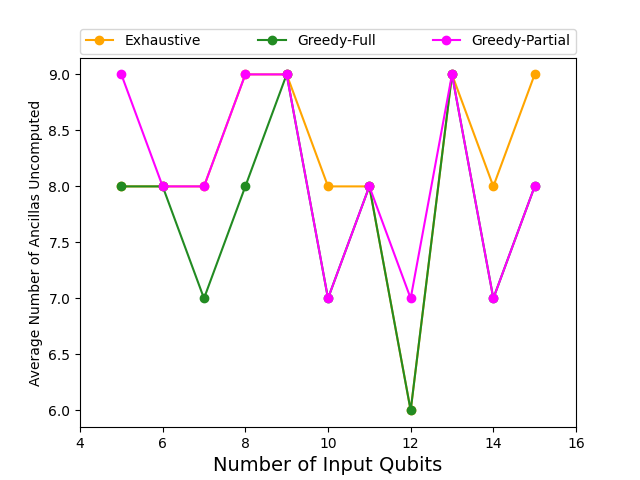 Exhaustive Greedy-Full Greedy-Partial
9.0
8.5
8.0
7.5
7.0
6.5
6.0
Average Number of Ancillas Uncomputed
4 6 8 10 12 14 16
Number of Input Qubits